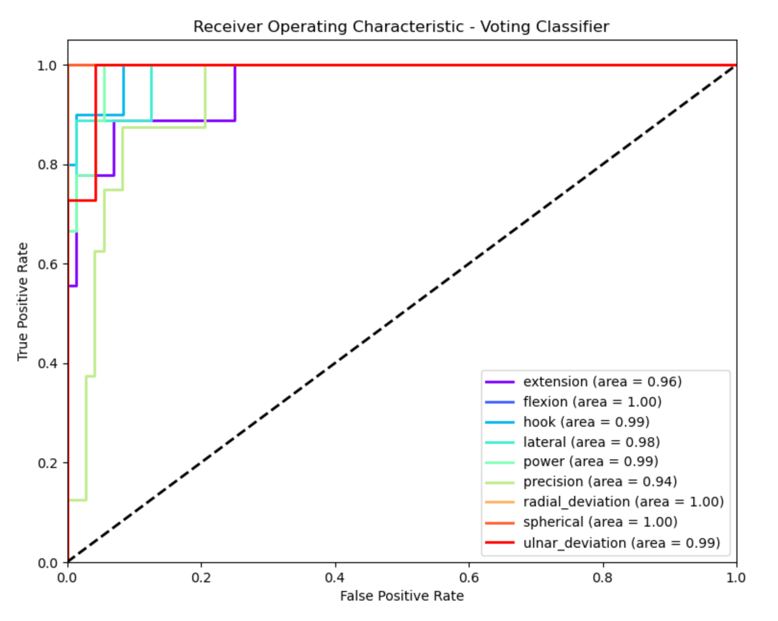 Receiver Operating Characteristic - Voting Classifier
True Positive Rate
1.0
0.8
0.6
0.4
0.2
0.0
extension (area = 0.96)
flexion (area = 1.00)
hook (area = 0.99)
lateral (area = 0.98)
power (area = 0.99)
precision (area = 0.94)
radial_deviation (area = 1.00)
spherical (area = 1.00)
ulnar_deviation (area = 0.99)
0.0 0.2 0.4 0.6 0.8 1.0
False Positive Rate